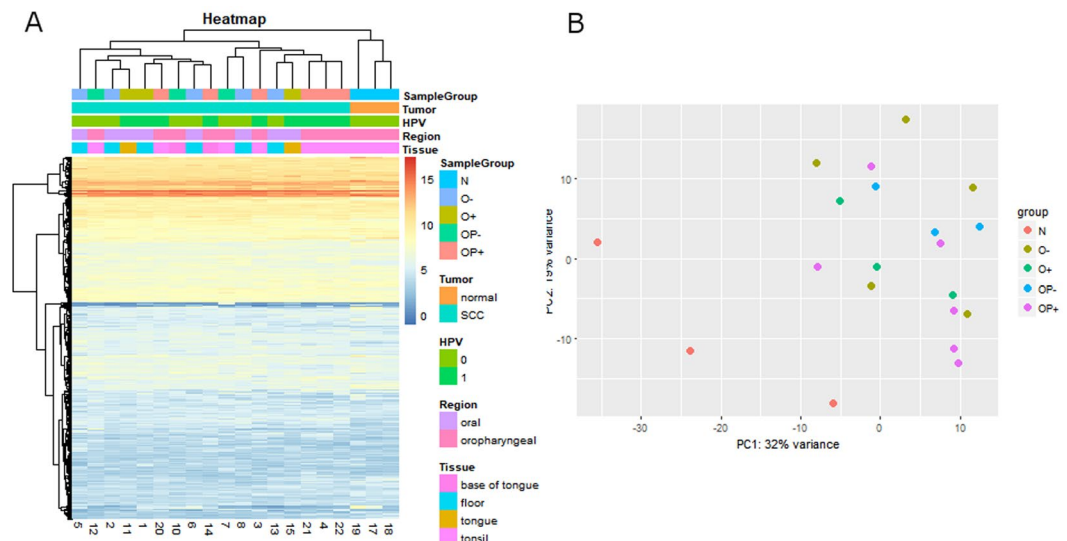 A
B
Heatmap
SampleGroup
Tumor
HPV
Region
Tissue
15
10
5
0
SampleGroup
N
O-
O+
OP-
OP+
Tumor
normal
SCC
HPV
0
1
Region
oral
oropharyngeal
Tissue
base of tongue
floor
tongue
tonsil
5 12 2 11 1 20 10 6 14 7 8 3 13 15 21 4 22 19 17 18
10
0
-10
-30 -20 -10 0 10
PC1: 32% variance
PC2: 19% variance
group
N
O-
O+
OP-
OP+